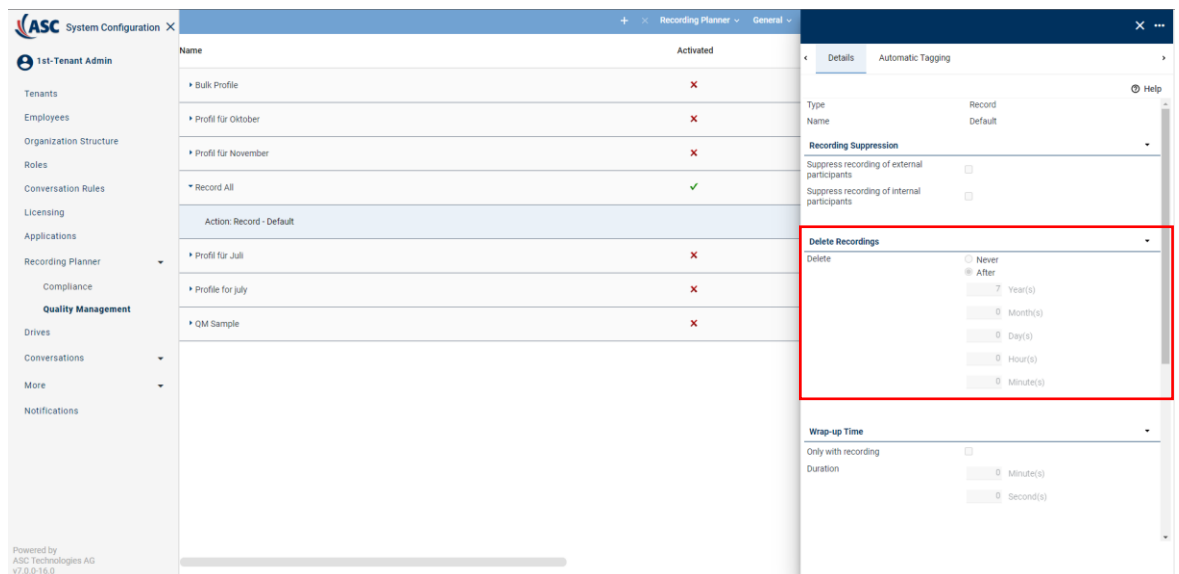 ASC System Configuration
1st-Tenant Admin
Tenants
Employees
Organization Structure
Roles
Conversation Rules
Licensing
Applications
Recording Planner
Compliance
Quality Management
Drives
Conversations
More
Notifications
Powered by
ASC Technologies AG
v7.0.0-16.0
Recording Planner General
Name Activated
Bulk Profile
Profil für Oktober
Profil für November
Record All
Action: Record - Default
Profil für Juli
Profile for july
QM Sample
Details Automatic Tagging
Help
Type Record
Name Default
Recording Suppression
Suppress recording of external
participants
Suppress recording of internal
participants
Delete Recordings
Delete Never
After
7 Year(s)
0 Month(s)
0 Day(s)
0 Hour(s)
0 Minute(s)
Wrap-up Time
Only with recording
Duration 0 Minute(s)
0 Second(s)